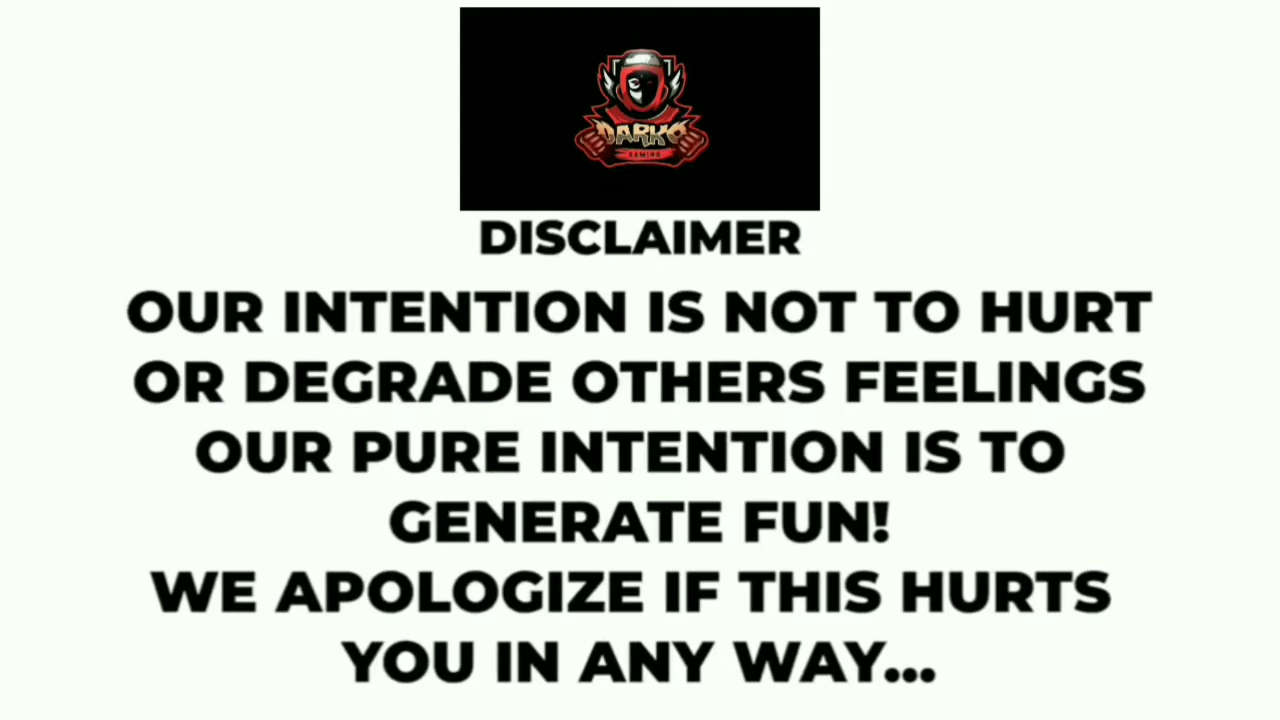 DARKO
GAMING
DISCLAIMER
OUR INTENTION IS NOT TO HURT
OR DEGRADE OTHERS FEELINGS
OUR PURE INTENTION IS TO
GENERATE FUN!
WE APOLOGIZE IF THIS HURTS
YOU IN ANY WAY...